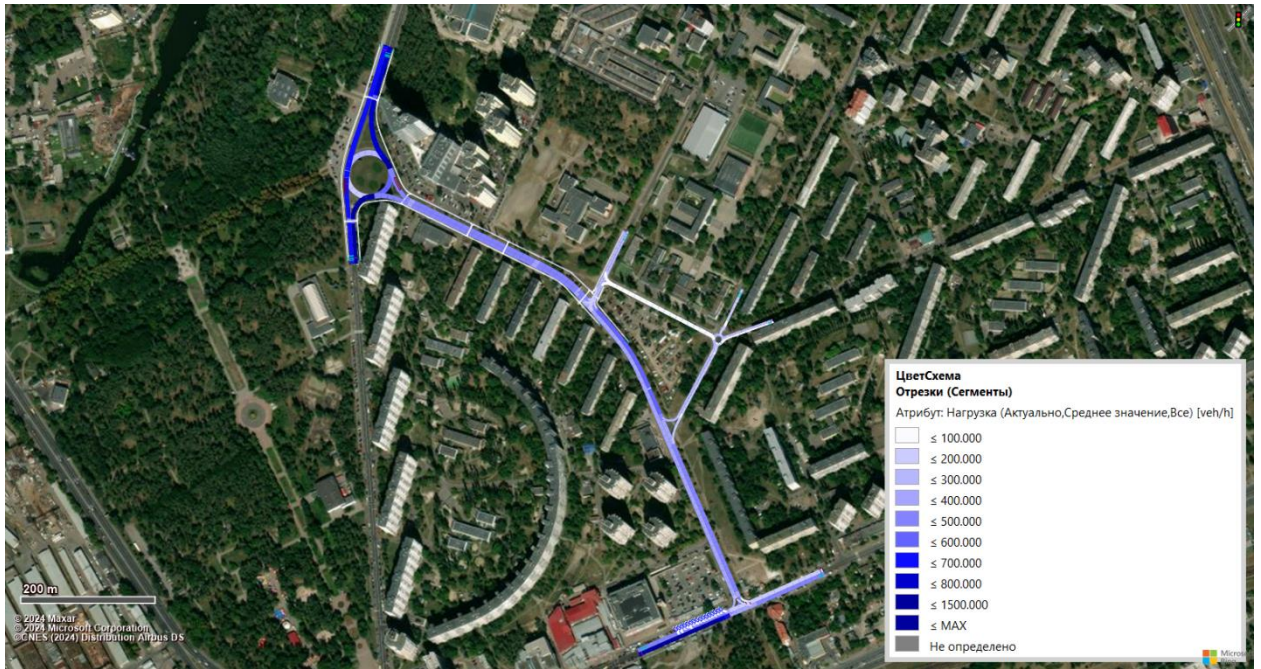 ЦветСхема
Отрезки (Сегменты)
Атрибут: Нагрузка (Актуально,Среднее значение,Все) [veh/h]
≤ 100.000
≤ 200.000
≤ 300.000
≤ 400.000
≤ 500.000
≤ 600.000
≤ 700.000
≤ 800.000
≤ 1500.000
≤ MAX
Не определено
200 m
© 2024 Maxar
© 2024 Microsoft Corporation
©CNES (2024) Distribution Airbus DS